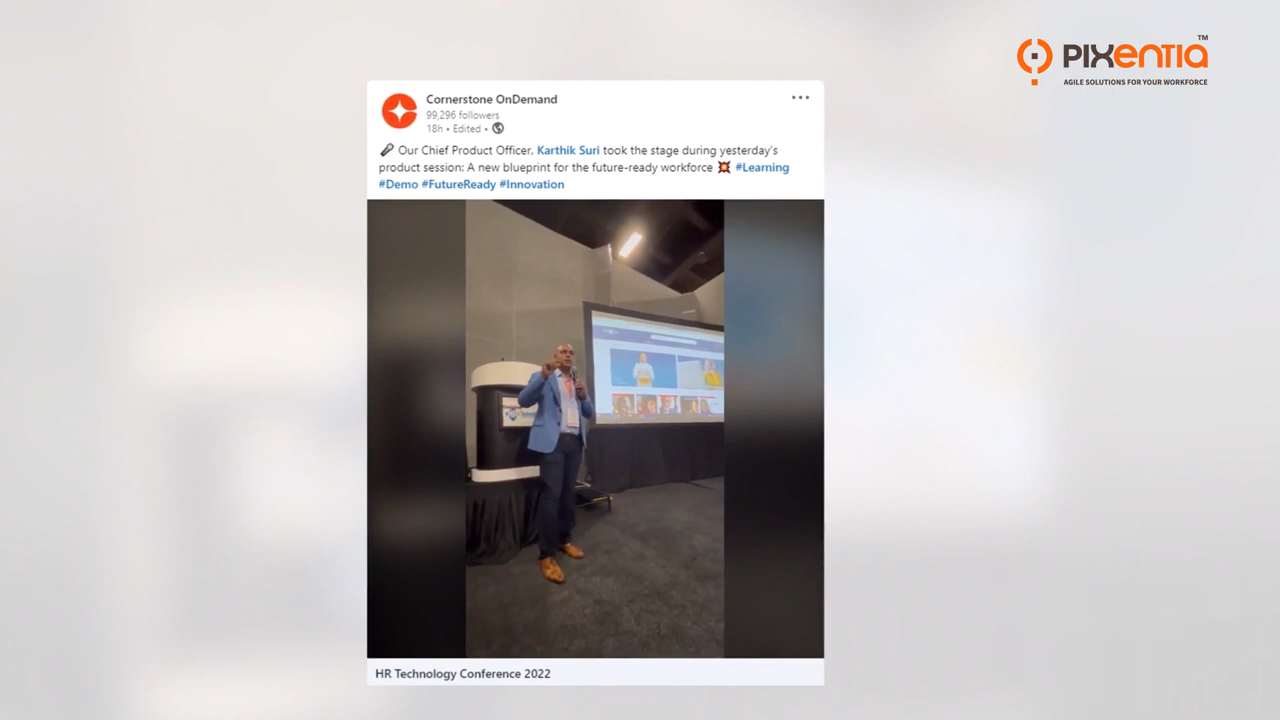 PIXENTIA™
AGILE SOLUTIONS FOR YOUR WORKFORCE
Cornerstone OnDemand
99,296 followers
18h • Edited •
🎤 Our Chief Product Officer, Karthik Suri took the stage during yesterday's
product session: A new blueprint for the future-ready workforce 💥 #Learning
#Demo #FutureReady #Innovation
HR Technology Conference 2022